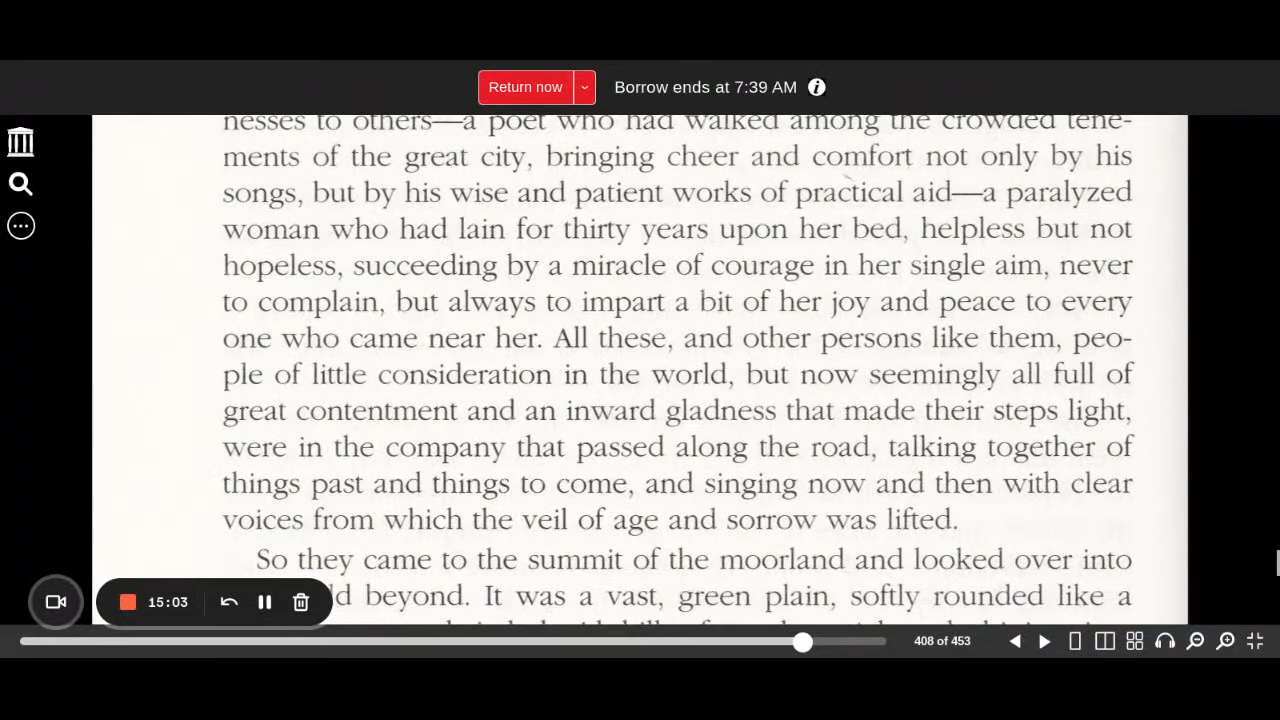 Return now
Borrow ends at 7:39 AM
nesses to others—a poet who had walked among the crowded tene-
ments of the great city, bringing cheer and comfort not only by his
songs, but by his wise and patient works of practical aid—a paralyzed
woman who had lain for thirty years upon her bed, helpless but not
hopeless, succeeding by a miracle of courage in her single aim, never
to complain, but always to impart a bit of her joy and peace to every
one who came near her. All these, and other persons like them, peo-
ple of little consideration in the world, but now seemingly all full of
great contentment and an inward gladness that made their steps light,
were in the company that passed along the road, talking together of
things past and things to come, and singing now and then with clear
voices from which the veil of age and sorrow was lifted.
So they came to the summit of the moorland and looked over into
beyond. It was a vast, green plain, softly rounded like a
15:03
408 of 453